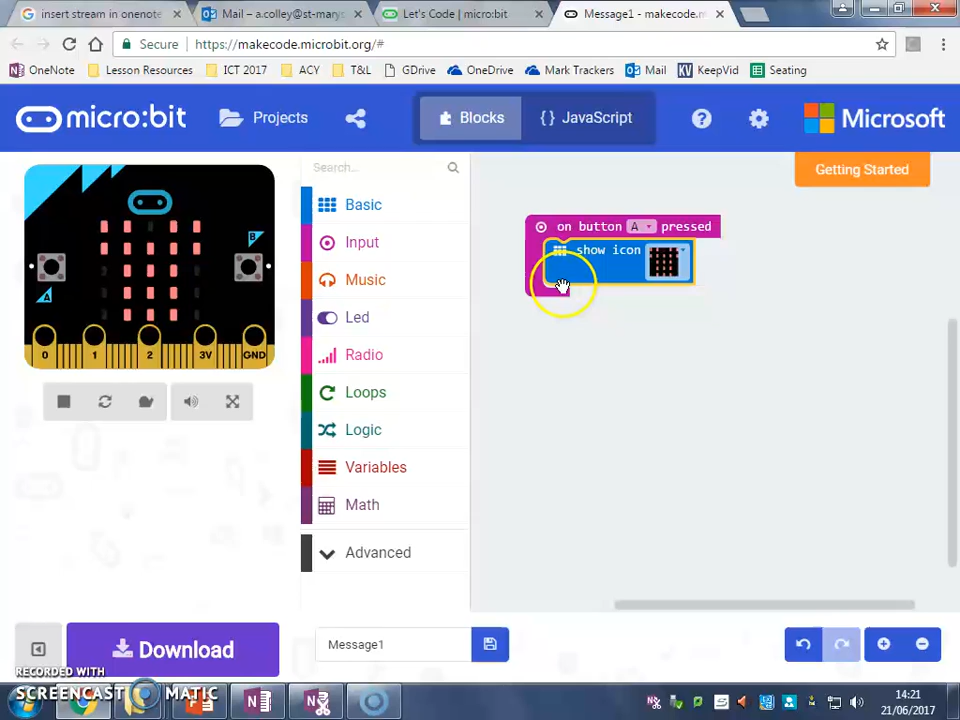 insert stream in onenote
Mail – a.colley@st-mary
Let's Code | micro:bit
Message1 - makecode.m
Secure
https://makecode.microbit.org/#
OneNote
Lesson Resources
ICT 2017
ACY
T&L
GDrive
OneDrive
Mark Trackers
Mail
KeepVid
Seating
micro:bit
Projects
Blocks
{} JavaScript
Microsoft
Getting Started
Search...
Basic
Input
Music
Led
Radio
Loops
Logic
Variables
Math
Advanced
on button A pressed
show icon
B
A
0 1 2 3V GND
Download
Message1
RECORDED WITH
SCREENCAST MATIC
14:21
21/06/2017